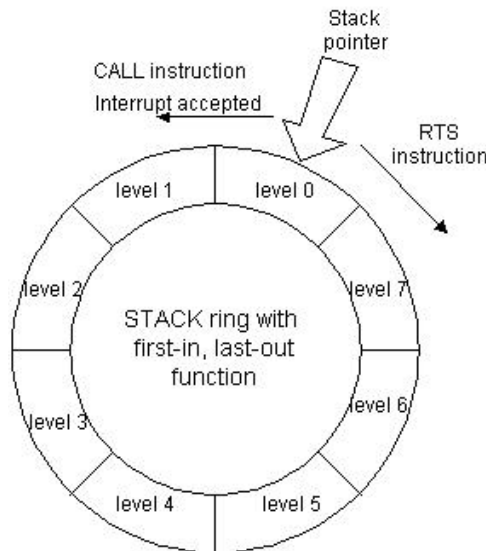 Stack
pointer
CALL instruction
Interrupt accepted
RTS
instruction
level 1
level 0
level 2
level 7
STACK ring with
first-in, last-out
function
level 3
level 6
level 4
level 5